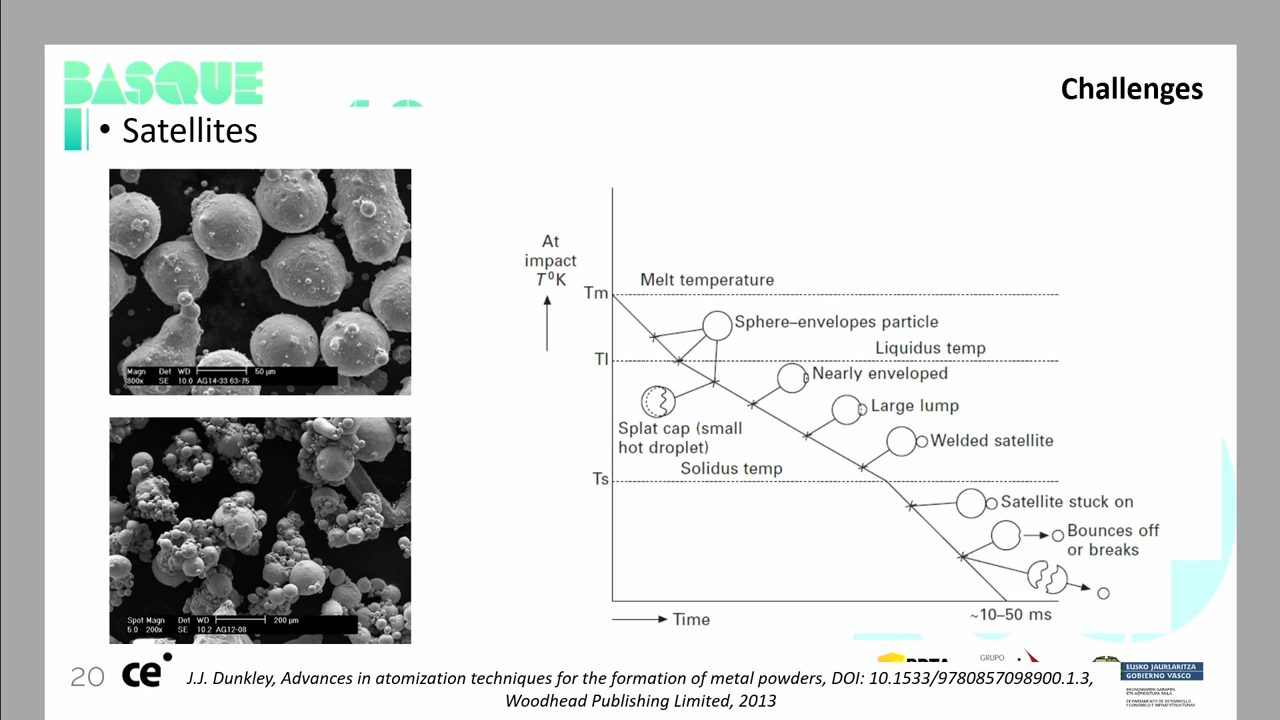 BASQUE
Challenges
• Satellites
Magn Det WD 50 µm
800x SE 10.0 AG14-33 63-75
Spot Magn Det WD 200 µm
5.0 200x SE 10.2 AG12-08
At
impact
T⁰K
Melt temperature
Tm
Sphere–envelopes particle
Liquidus temp
Tl
Nearly enveloped
Large lump
Splat cap (small
hot droplet)
Welded satellite
Solidus temp
Ts
Satellite stuck on
Bounces off
or breaks
Time
~10–50 ms
20
ce
GRUPO
EUSKO JAURLARITZA
GOBIERNO VASCO
J.J. Dunkley, Advances in atomization techniques for the formation of metal powders, DOI: 10.1533/9780857098900.1.3,
Woodhead Publishing Limited, 2013